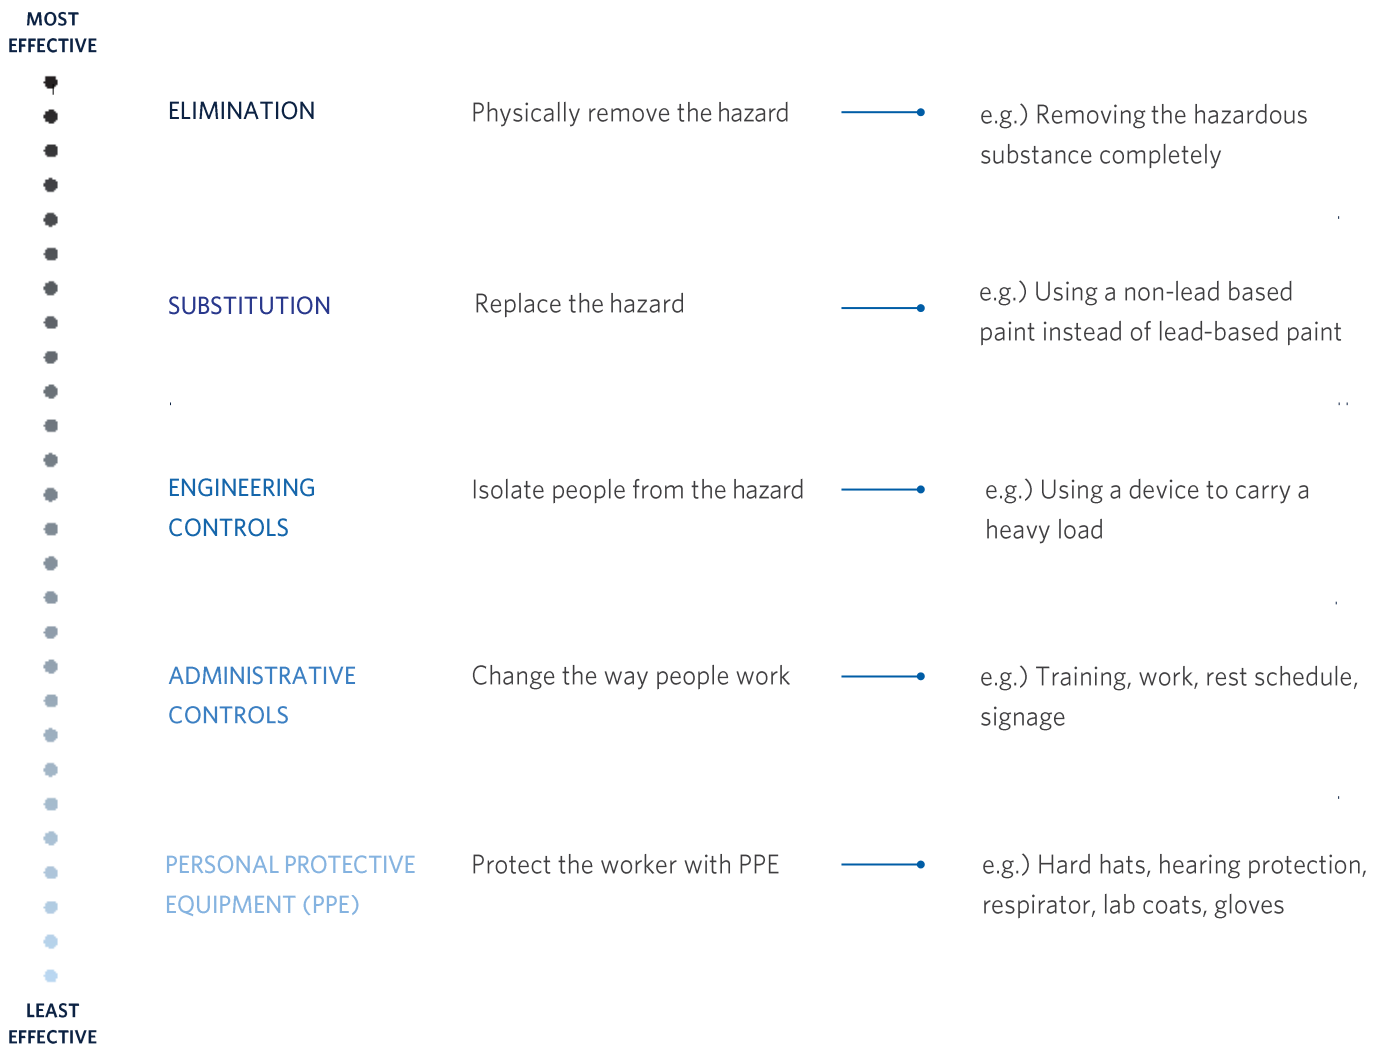 MOST
EFFECTIVE
ELIMINATION
Physically remove the hazard
e.g.) Removing the hazardous
substance completely
SUBSTITUTION
Replace the hazard
e.g.) Using a non-lead based
paint instead of lead-based paint
ENGINEERING
CONTROLS
Isolate people from the hazard
e.g.) Using a device to carry a
heavy load
ADMINISTRATIVE
CONTROLS
Change the way people work
e.g.) Training, work, rest schedule,
signage
PERSONAL PROTECTIVE
EQUIPMENT (PPE)
Protect the worker with PPE
e.g.) Hard hats, hearing protection,
respirator, lab coats, gloves
LEAST
EFFECTIVE